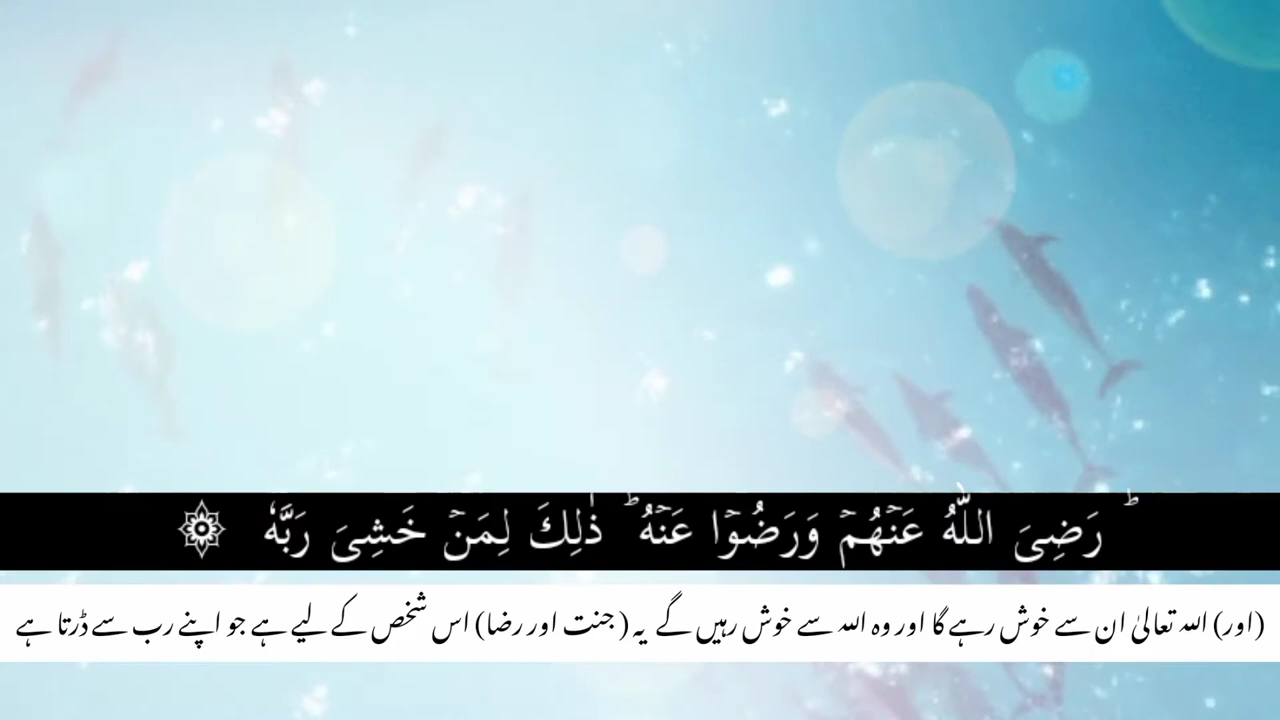 ؕ رَضِیَ اللّٰهُ عَنۡهُمۡ وَرَضُوۡا عَنۡهُ ؕ ذٰلِكَ لِمَنۡ خَشِیَ رَبَّهٗ ۞
(اور) اللہ تعالیٰ ان سے خوش رہے گا اور وہ اللہ سے خوش رہیں گے یہ (جنت اور رضا) اس شخص کے لیے ہے جو اپنے رب سے ڈرتا ہے